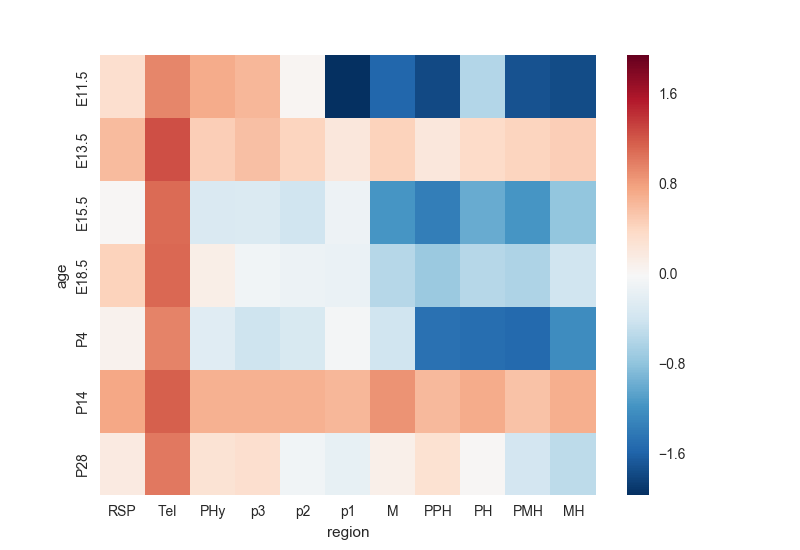 age
E11.5
E13.5
E15.5
E18.5
P4
P14
P28
RSP Tel PHy p3 p2 p1 M PPH PH PMH MH
region
1.6
0.8
0.0
−0.8
−1.6